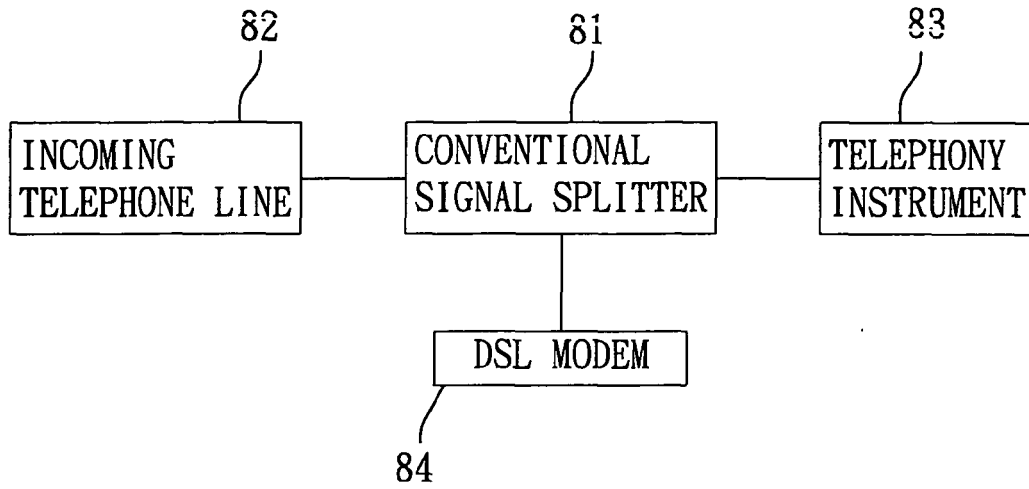 82
81
83
INCOMING
TELEPHONE LINE
CONVENTIONAL
SIGNAL SPLITTER
TELEPHONY
INSTRUMENT
DSL MODEM
84